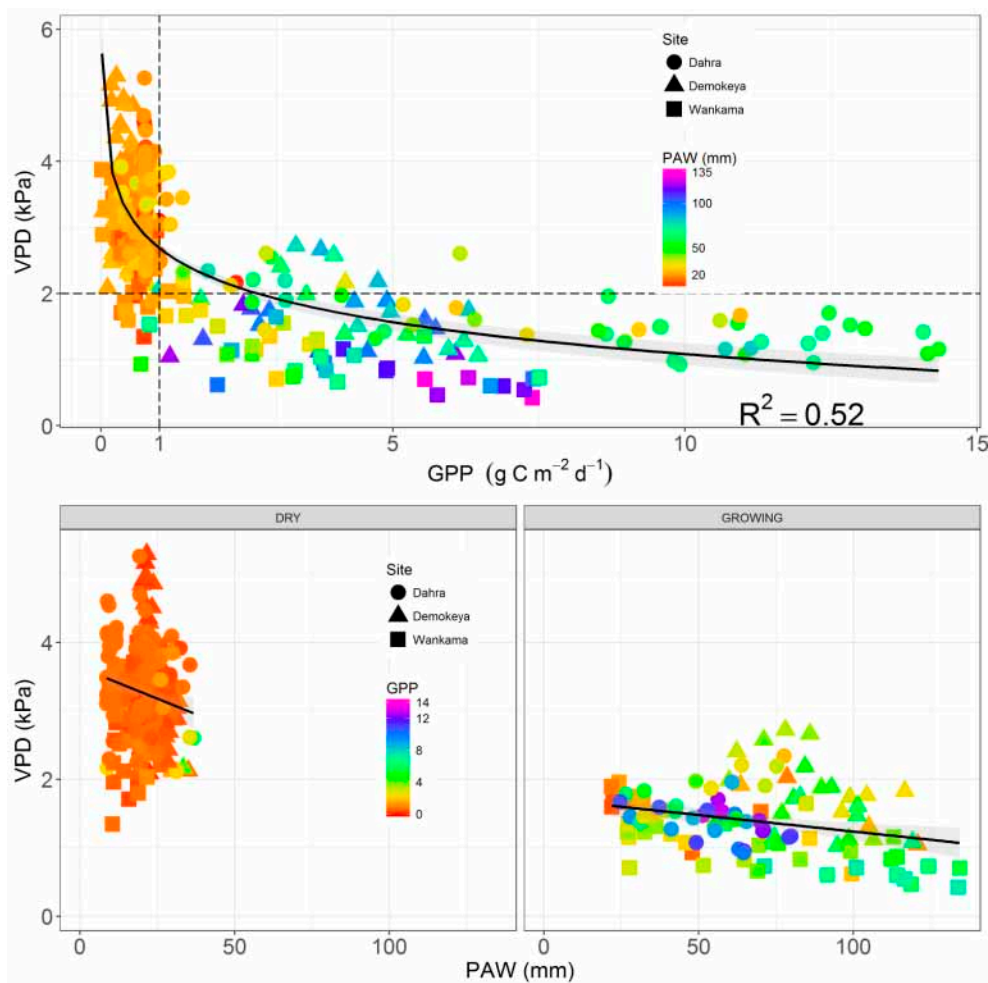 6
4
2
0
VPD (kPa)
Site
Dahra
Demokeya
Wankama
PAW (mm)
135
100
50
20
R² = 0.52
0 1 5 10 15
GPP (g C m⁻² d⁻¹)
DRY
GROWING
4
2
0
VPD (kPa)
Site
Dahra
Demokeya
Wankama
GPP
14
12
8
4
0
0 50 100
0 50 100
PAW (mm)